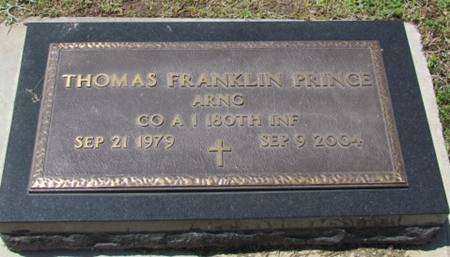 THOMAS FRANKLIN PRINCE
ARNG
CO A 1 180TH INF
SEP 21 1979 SEP 9 2004